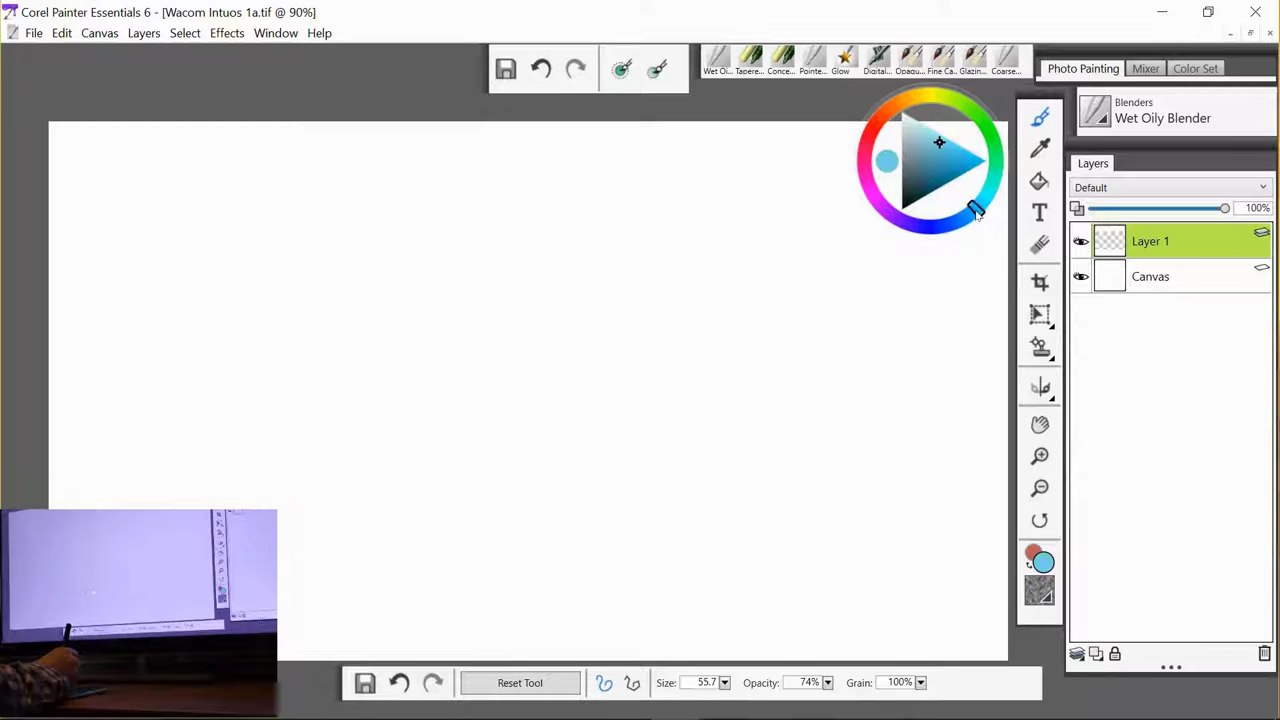 Corel Painter Essentials 6 - [Wacom Intuos 1a.tif @ 90%]
File Edit Canvas Layers Select Effects Window Help
Wet Oi... Tapere... Conce... Pointe... Glow Digital... Opaqu... Fine Ca... Glazin... Coarse...
Photo Painting Mixer Color Set
Blenders
Wet Oily Blender
Layers
Default
100%
Layer 1
Canvas
T
Reset Tool Size: 55.7 Opacity: 74% Grain: 100%